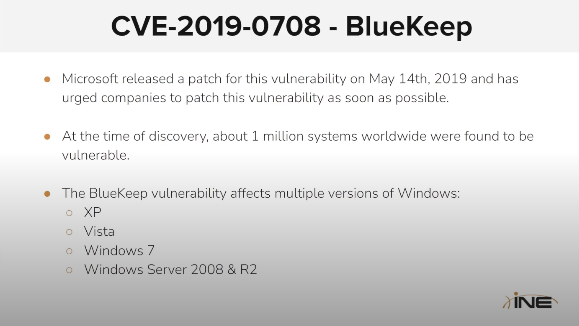 CVE-2019-0708 - BlueKeep
● Microsoft released a patch for this vulnerability on May 14th, 2019 and has
urged companies to patch this vulnerability as soon as possible.
● At the time of discovery, about 1 million systems worldwide were found to be
vulnerable.
● The BlueKeep vulnerability affects multiple versions of Windows:
○ XP
○ Vista
○ Windows 7
○ Windows Server 2008 & R2
INE